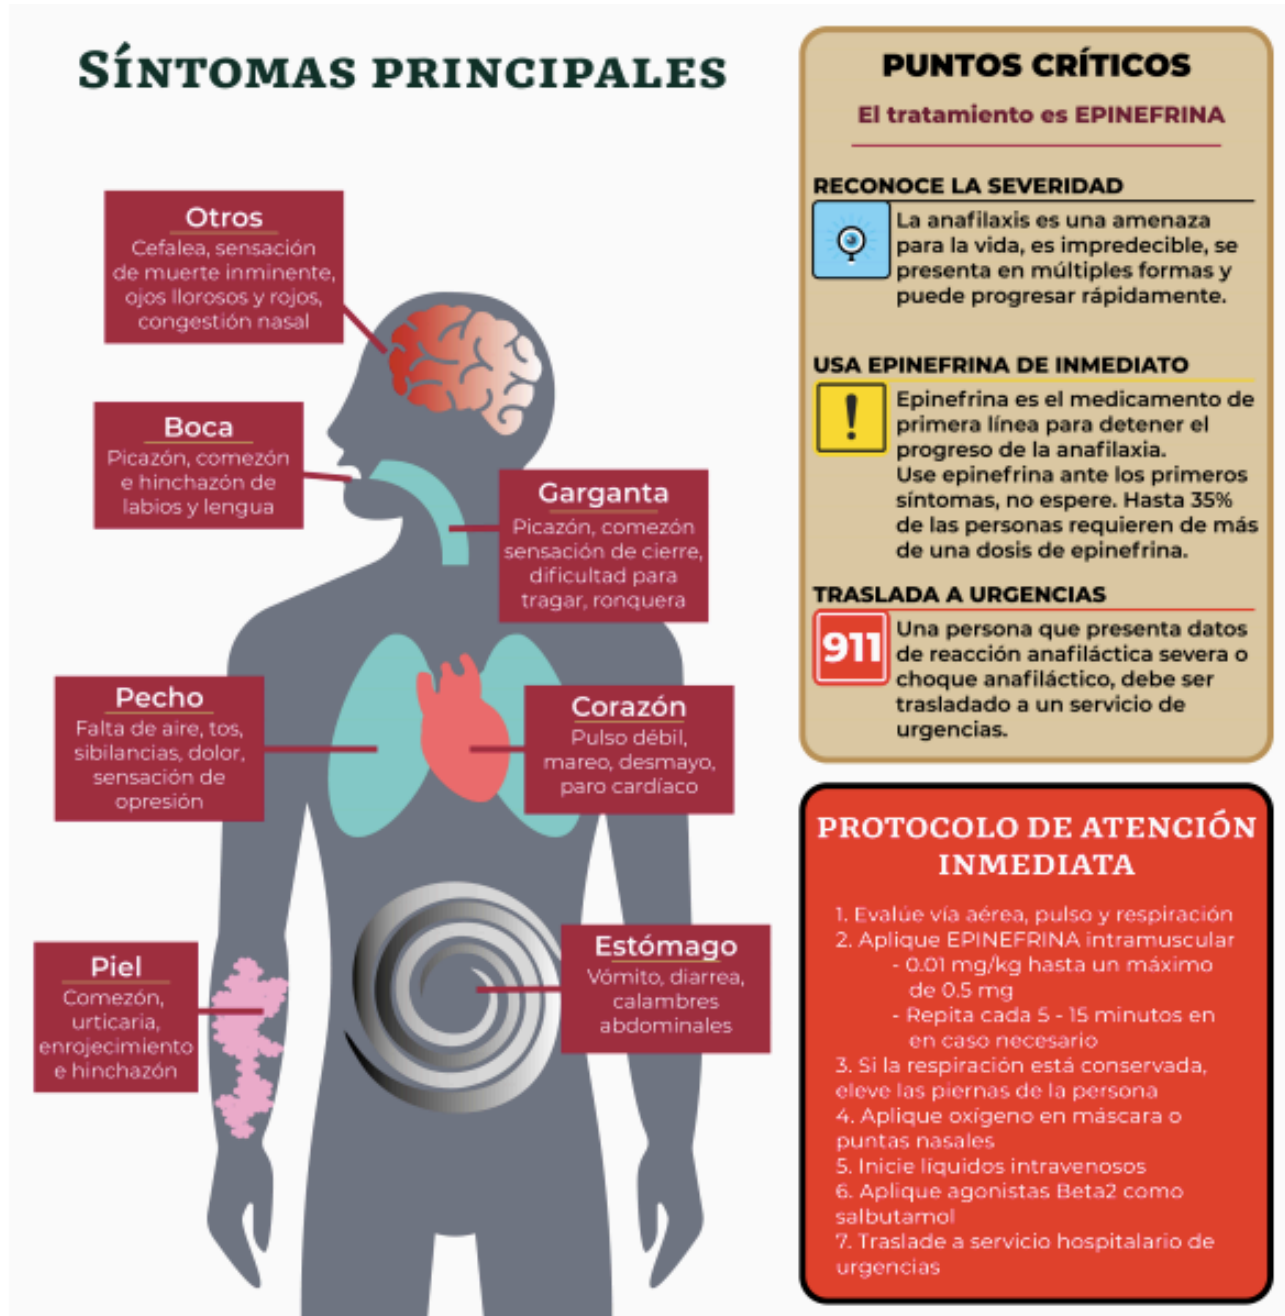 SÍNTOMAS PRINCIPALES
Otros
Cefalea, sensación
de muerte inminente,
ojos llorosos y rojos,
congestión nasal
Boca
Picazón, comezón
e hinchazón de
labios y lengua
Garganta
Picazón, comezón
sensación de cierre,
dificultad para
tragar, ronquera
Pecho
Falta de aire, tos,
sibilancias, dolor,
sensación de
opresión
Corazón
Pulso débil,
mareo, desmayo,
paro cardíaco
Piel
Comezón,
urticaria,
enrojecimiento
e hinchazón
Estómago
Vómito, diarrea,
calambres
abdominales
PUNTOS CRÍTICOS
El tratamiento es EPINEFRINA
RECONOCE LA SEVERIDAD
La anafilaxis es una amenaza
para la vida, es impredecible, se
presenta en múltiples formas y
puede progresar rápidamente.
USA EPINEFRINA DE INMEDIATO
!
Epinefrina es el medicamento de
primera línea para detener el
progreso de la anafilaxia.
Use epinefrina ante los primeros
síntomas, no espere. Hasta 35%
de las personas requieren de más
de una dosis de epinefrina.
TRASLADA A URGENCIAS
911
Una persona que presenta datos
de reacción anafiláctica severa o
choque anafiláctico, debe ser
trasladado a un servicio de
urgencias.
PROTOCOLO DE ATENCIÓN
INMEDIATA
1. Evalúe vía aérea, pulso y respiración
2. Aplique EPINEFRINA intramuscular
- 0.01 mg/kg hasta un máximo
de 0.5 mg
- Repita cada 5 - 15 minutos en
en caso necesario
3. Si la respiración está conservada,
eleve las piernas de la persona
4. Aplique oxígeno en máscara o
puntas nasales
5. Inicie líquidos intravenosos
6. Aplique agonistas Beta2 como
salbutamol
7. Traslade a servicio hospitalario de
urgencias